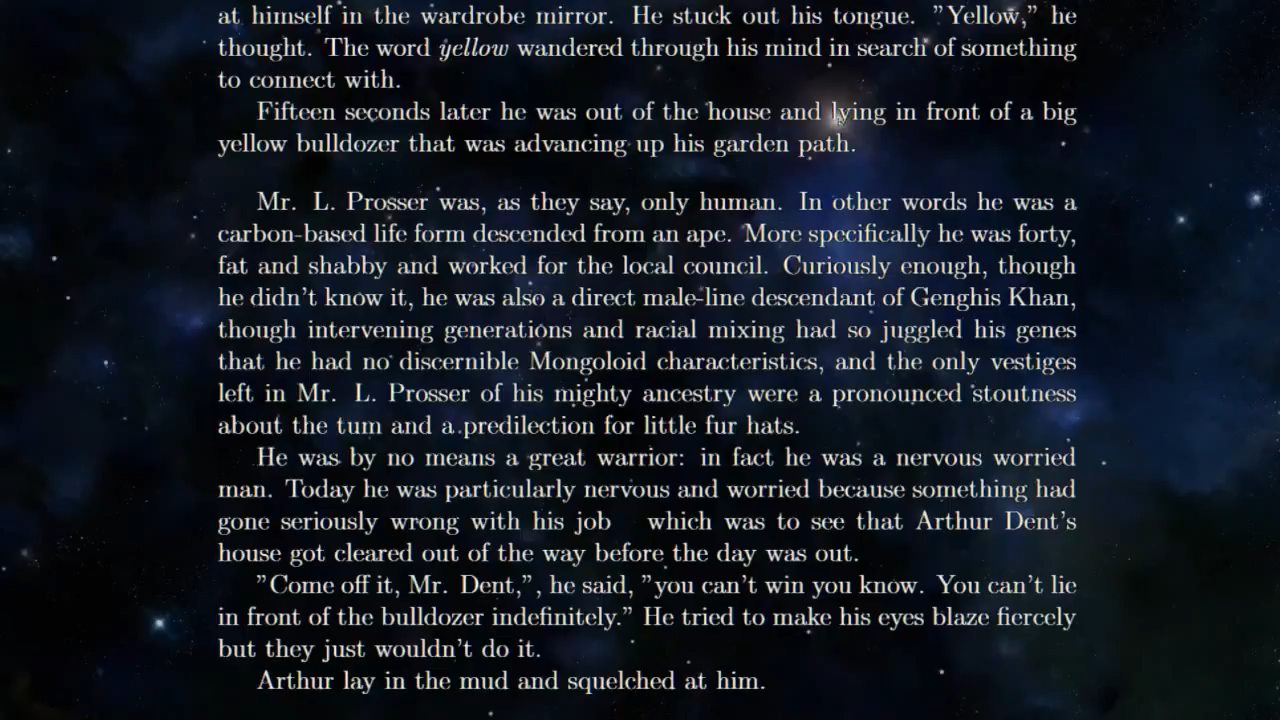 at himself in the wardrobe mirror. He stuck out his tongue. ”Yellow,” he
thought. The word yellow wandered through his mind in search of something
to connect with.
Fifteen seconds later he was out of the house and lying in front of a big
yellow bulldozer that was advancing up his garden path.
Mr. L. Prosser was, as they say, only human. In other words he was a
carbon-based life form descended from an ape. More specifically he was forty,
fat and shabby and worked for the local council. Curiously enough, though
he didn’t know it, he was also a direct male-line descendant of Genghis Khan,
though intervening generations and racial mixing had so juggled his genes
that he had no discernible Mongoloid characteristics, and the only vestiges
left in Mr. L. Prosser of his mighty ancestry were a pronounced stoutness
about the tum and a predilection for little fur hats.
He was by no means a great warrior: in fact he was a nervous worried
man. Today he was particularly nervous and worried because something had
gone seriously wrong with his job which was to see that Arthur Dent’s
house got cleared out of the way before the day was out.
”Come off it, Mr. Dent,”, he said, ”you can’t win you know. You can’t lie
in front of the bulldozer indefinitely.” He tried to make his eyes blaze fiercely
but they just wouldn’t do it.
Arthur lay in the mud and squelched at him.